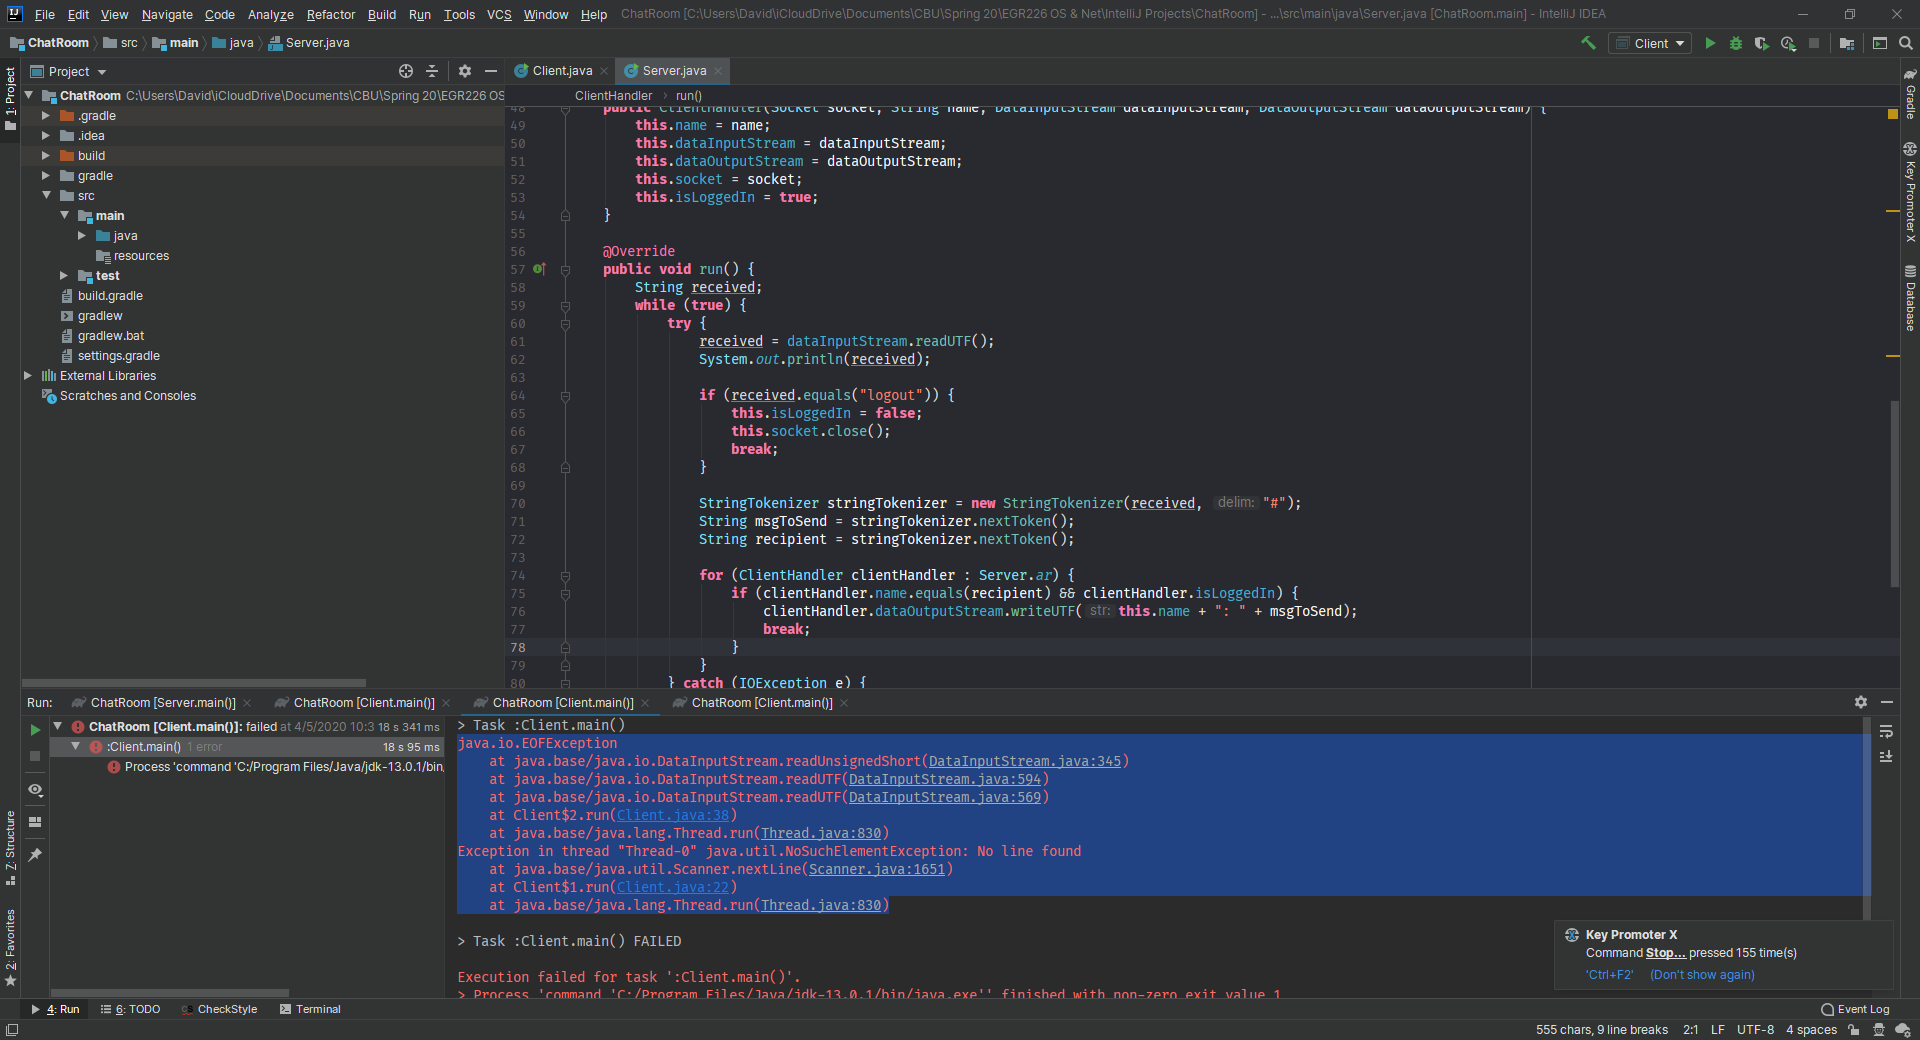 File Edit View Navigate Code Analyze Refactor Build Run Tools VCS Window Help ChatRoom [C:\Users\David\iCloudDrive\Documents\CBU\Spring 20\EGR226 OS & Net\IntelliJ Projects\ChatRoom] - ...\src\main\java\Server.java [ChatRoom.main] - IntelliJ IDEA
ChatRoom src main java Server.java Client
Project Client.java Server.java
ClientHandler run()
1: Project
ChatRoom C:\Users\David\iCloudDrive\Documents\CBU\Spring 20\EGR226 OS
.gradle
.idea
build
gradle
src
main
java
resources
test
build.gradle
gradlew
gradlew.bat
settings.gradle
External Libraries
Scratches and Consoles
48 public ClientHandler(Socket socket, String name, DataInputStream dataInputStream, DataOutputStream dataOutputStream) {
49 this.name = name;
50 this.dataInputStream = dataInputStream;
51 this.dataOutputStream = dataOutputStream;
52 this.socket = socket;
53 this.isLoggedIn = true;
54 }
55
56 @Override
57 public void run() {
58 String received;
59 while (true) {
60 try {
61 received = dataInputStream.readUTF();
62 System.out.println(received);
63
64 if (received.equals("logout")) {
65 this.isLoggedIn = false;
66 this.socket.close();
67 break;
68 }
69
70 StringTokenizer stringTokenizer = new StringTokenizer(received, delim: "#");
71 String msgToSend = stringTokenizer.nextToken();
72 String recipient = stringTokenizer.nextToken();
73
74 for (ClientHandler clientHandler : Server.ar) {
75 if (clientHandler.name.equals(recipient) && clientHandler.isLoggedIn) {
76 clientHandler.dataOutputStream.writeUTF( str: this.name + ": " + msgToSend);
77 break;
78 }
79 }
80 } catch (IOException e) {
Gradle
Key Promoter X
Database
Run: ChatRoom [Server.main()] ChatRoom [Client.main()] ChatRoom [Client.main()] ChatRoom [Client.main()]
ChatRoom [Client.main()]: failed at 4/5/2020 10:3 18 s 341 ms
:Client.main() 1 error 18 s 95 ms
Process 'command 'C:/Program Files/Java/jdk-13.0.1/bin/
> Task :Client.main()
java.io.EOFException
at java.base/java.io.DataInputStream.readUnsignedShort(DataInputStream.java:345)
at java.base/java.io.DataInputStream.readUTF(DataInputStream.java:594)
at java.base/java.io.DataInputStream.readUTF(DataInputStream.java:569)
at Client$2.run(Client.java:38)
at java.base/java.lang.Thread.run(Thread.java:830)
Exception in thread "Thread-0" java.util.NoSuchElementException: No line found
at java.base/java.util.Scanner.nextLine(Scanner.java:1651)
at Client$1.run(Client.java:22)
at java.base/java.lang.Thread.run(Thread.java:830)
> Task :Client.main() FAILED
Execution failed for task ':Client.main()'.
> Process 'command 'C:/Program Files/Java/jdk-13.0.1/bin/java.exe'' finished with non-zero exit value 1
7: Structure
2: Favorites
Key Promoter X
Command Stop... pressed 155 time(s)
'Ctrl+F2' (Don't show again)
4: Run 6: TODO CheckStyle Terminal Event Log
555 chars, 9 line breaks 2:1 LF UTF-8 4 spaces